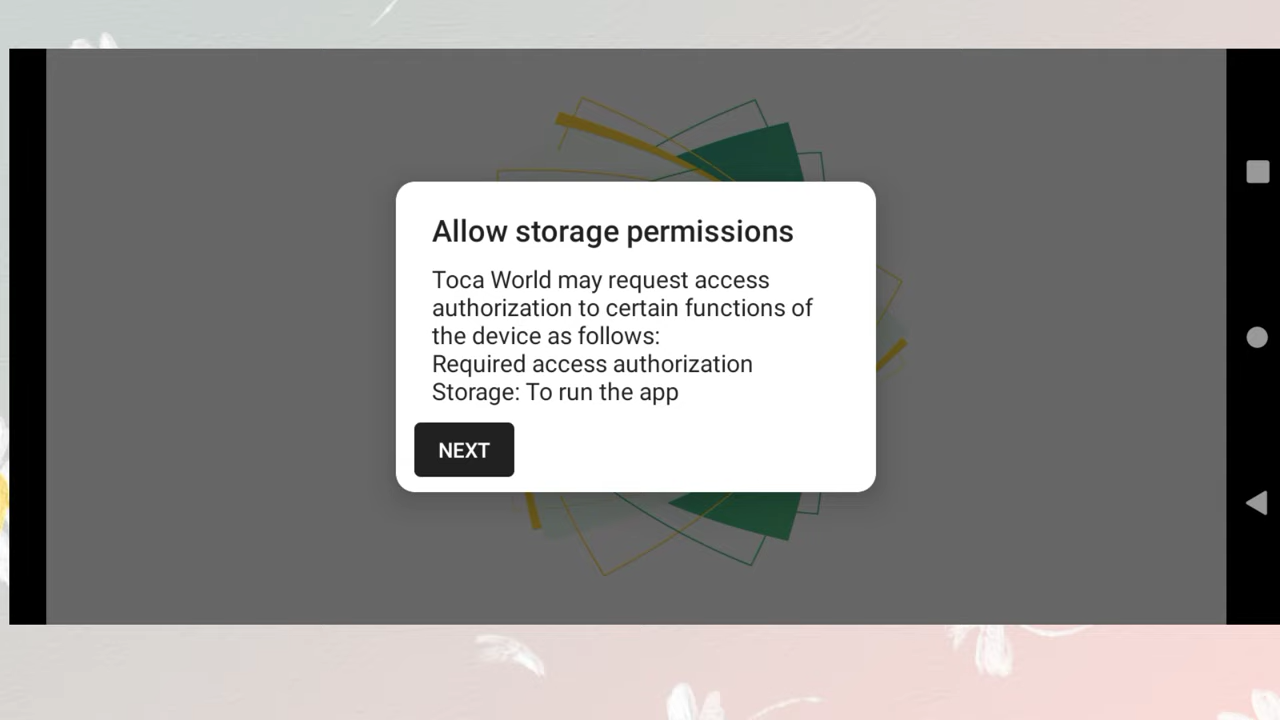 Allow storage permissions
Toca World may request access
authorization to certain functions of
the device as follows:
Required access authorization
Storage: To run the app
NEXT